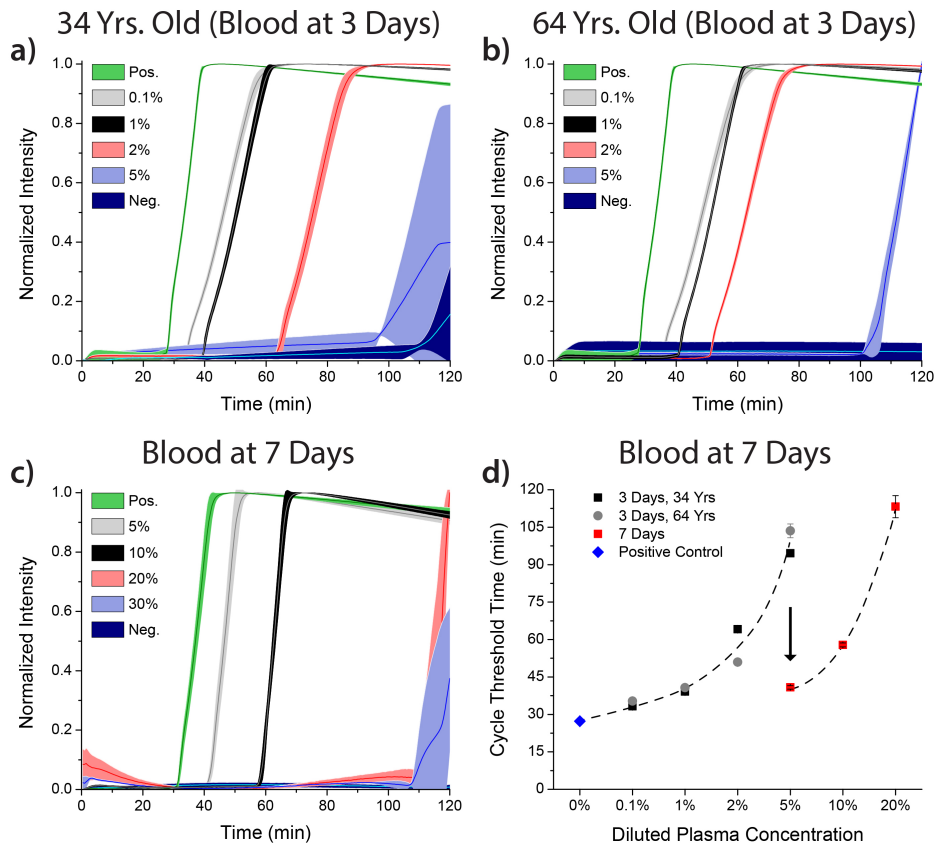 34 Yrs. Old (Blood at 3 Days)
a)
1.0
0.8
0.6
0.4
0.2
0.0
Normalized Intensity
Pos.
0.1%
1%
2%
5%
Neg.
0 20 40 60 80 100 120
Time (min)
64 Yrs. Old (Blood at 3 Days)
b)
1.0
0.8
0.6
0.4
0.2
0.0
Normalized Intensity
Pos.
0.1%
1%
2%
5%
Neg.
0 20 40 60 80 100 120
Time (min)
Blood at 7 Days
c)
1.0
0.8
0.6
0.4
0.2
0.0
Normalized Intensity
Pos.
5%
10%
20%
30%
Neg.
0 20 40 60 80 100 120
Time (min)
Blood at 7 Days
d)
120
105
90
75
60
45
30
15
0
Cycle Threshold Time (min)
3 Days, 34 Yrs
3 Days, 64 Yrs
7 Days
Positive Control
0% 0.1% 1% 2% 5% 10% 20%
Diluted Plasma Concentration